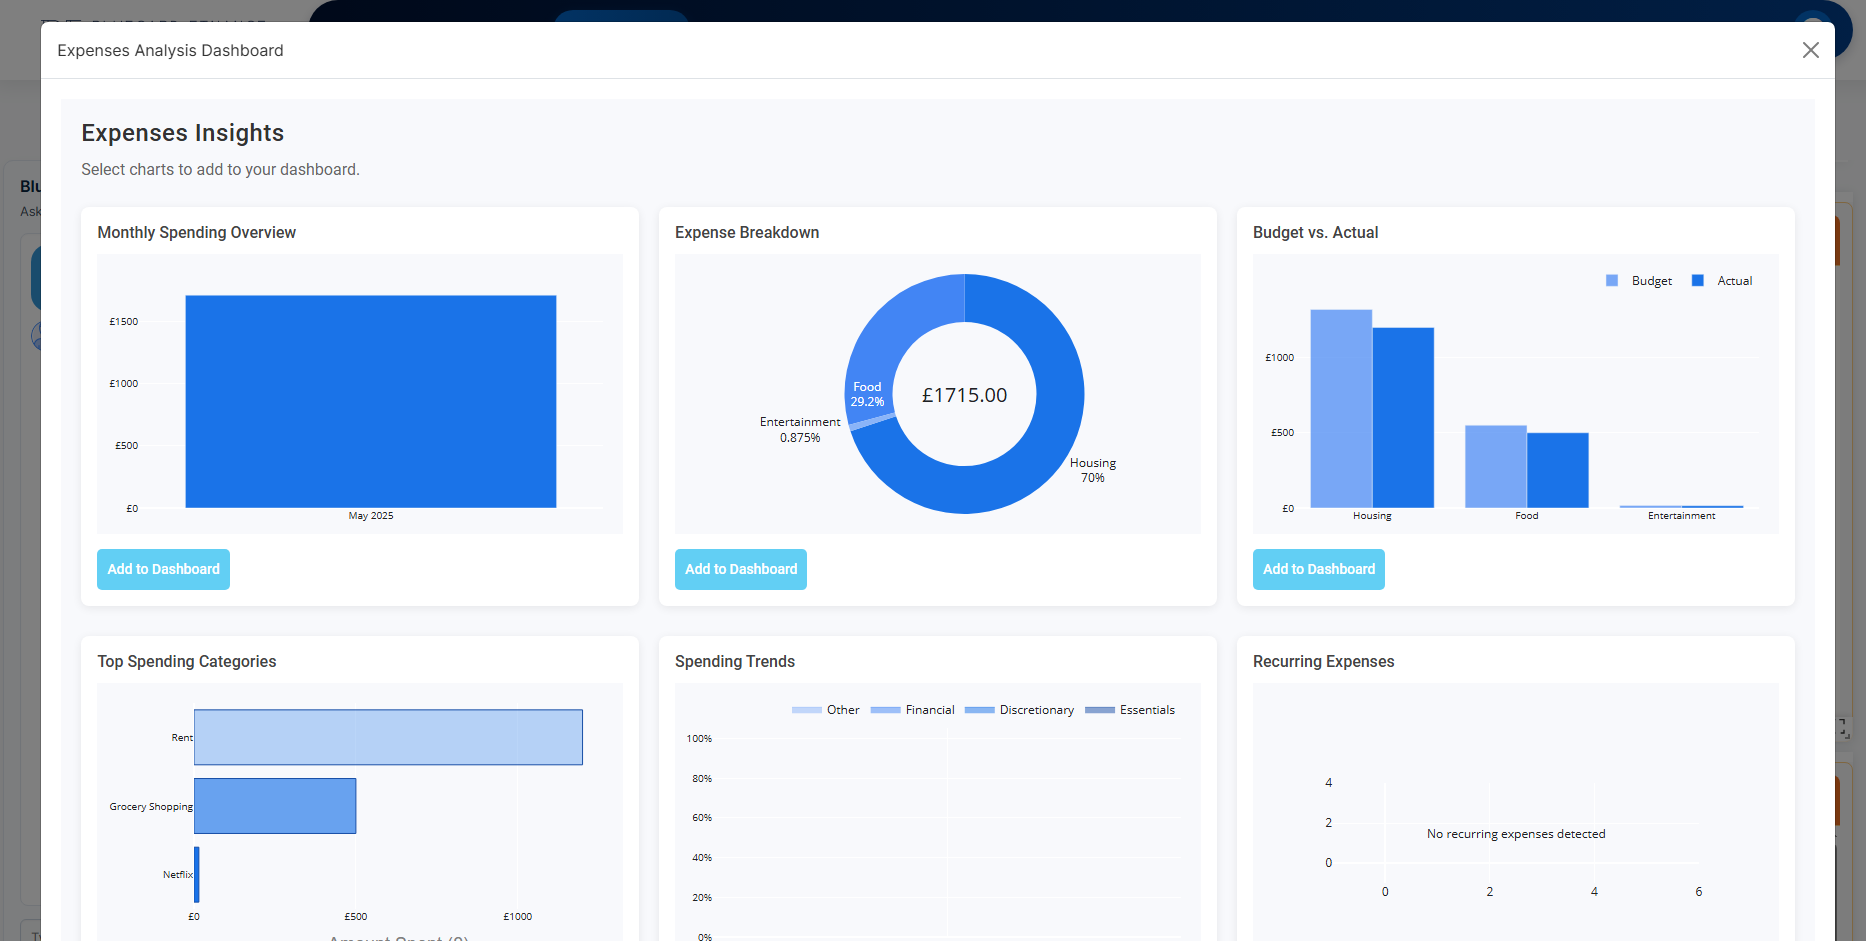 Expenses Analysis Dashboard
Expenses Insights
Select charts to add to your dashboard.
Blu
Ask
Monthly Spending Overview
£1500
£1000
£500
£0
May 2025
Add to Dashboard
Expense Breakdown
Food
29.2%
£1715.00
Entertainment
0.875%
Housing
70%
Add to Dashboard
Budget vs. Actual
Budget Actual
£1000
£500
£0
Housing Food Entertainment
Add to Dashboard
Top Spending Categories
Rent
Grocery Shopping
Netflix
£0 £500 £1000
Spending Trends
Other Financial Discretionary Essentials
100%
80%
60%
40%
20%
0%
Recurring Expenses
4
2
0
No recurring expenses detected
0 2 4 6